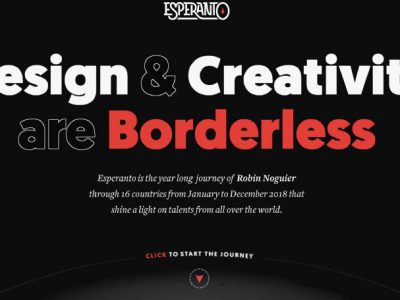 ESPERANTO
esign & Creativit
are Borderless
Esperanto is the year long journey of Robin Noguier
through 16 countries from January to December 2018 that
shine a light on talents from all over the world.
CLICK TO START THE JOURNEY